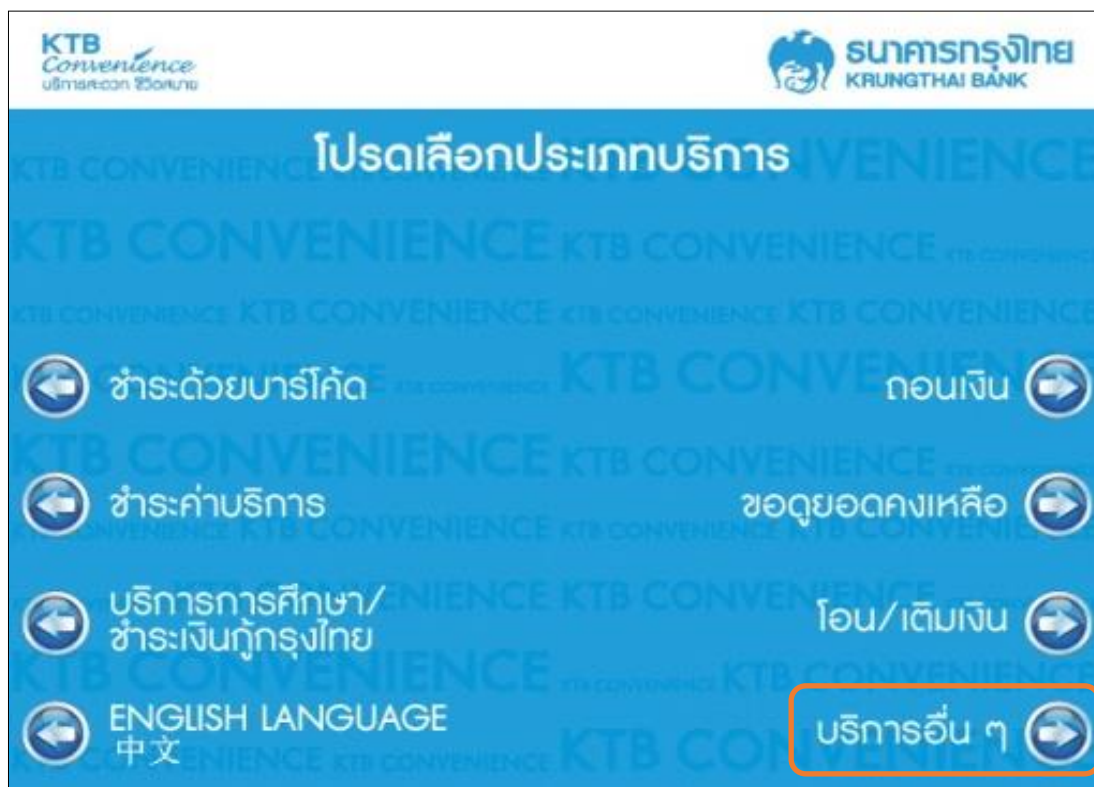 KTB
Convenience
บริการสะดวก ชีวิตสบาย
ธนาคารกรุงไทย
KRUNGTHAI BANK
โปรดเลือกประเภทบริการ
ชำระด้วยบาร์โค้ด
ถอนเงิน
ชำระค่าบริการ
ขอดูยอดคงเหลือ
บริการการศึกษา/
ชำระเงินกู้กรุงไทย
โอน/เติมเงิน
ENGLISH LANGUAGE
中文
บริการอื่น ๆ